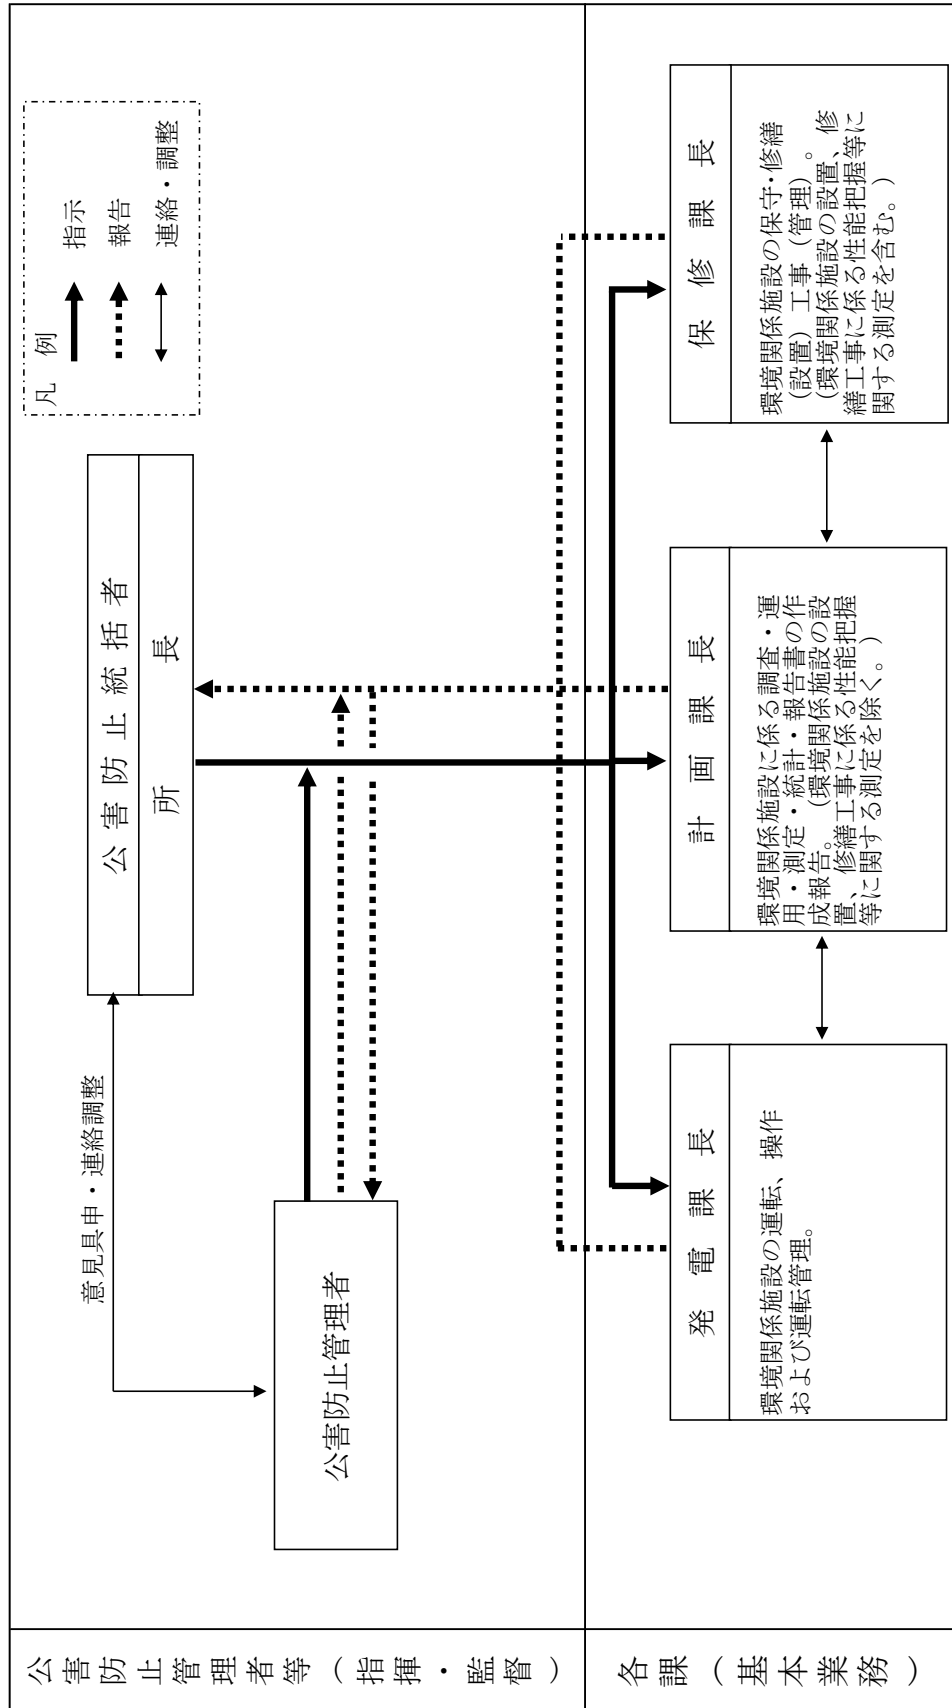 公害防止管理者等（指揮・監督）
各課（基本業務）
公害防止統括者
所長
意見具申・連絡調整
公害防止管理者
凡例
指示
報告
連絡・調整
発電課長
環境関係施設の運転、操作
および運転管理。
計画課長
環境関係施設に係る調査・運
用・測定・統計・報告書の作
成報告。（環境関係施設の設
置、修繕工事に係る性能把握
等に関する測定を除く。）
保修課長
環境関係施設の保守・修繕
（設置）工事（管理）。
（環境関係施設の設置、修
繕工事に係る性能把握等に
関する測定を含む。）